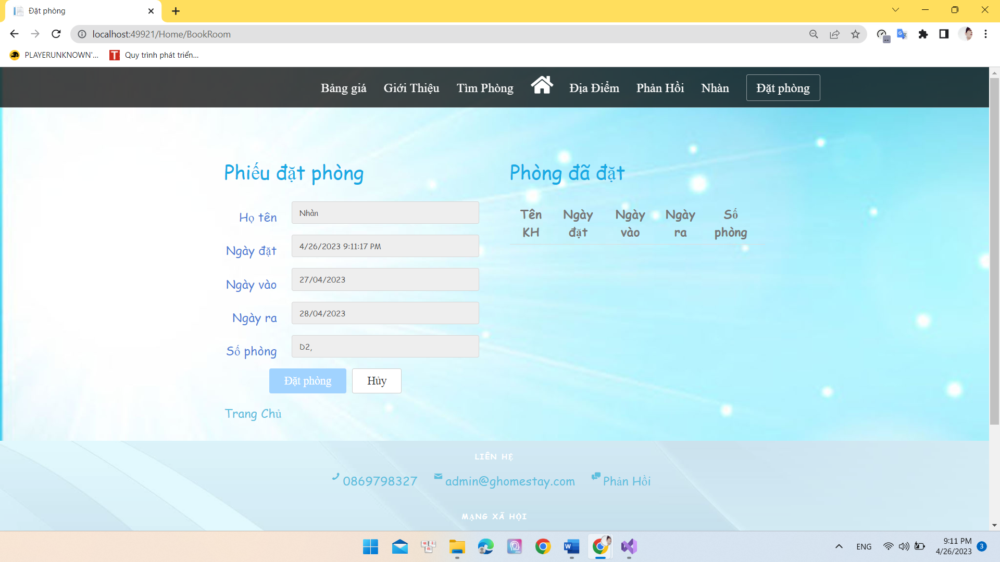 Đặt phòng
localhost:49921/Home/BookRoom
PLAYERUNKNOWN'... Quy trình phát triển...
Bảng giá Giới Thiệu Tìm Phòng Địa Điểm Phản Hồi Nhàn Đặt phòng
Phiếu đặt phòng
Họ tên Nhàn
Ngày đặt 4/26/2023 9:11:17 PM
Ngày vào 27/04/2023
Ngày ra 28/04/2023
Số phòng D2,
Đặt phòng Hủy
Trang Chủ
Phòng đã đặt
Tên Ngày Ngày Ngày Số
KH đặt vào ra phòng
LIÊN HỆ
0869798327 admin@ghomestay.com Phản Hồi
MẠNG XÃ HỘI
ENG
9:11 PM
4/26/2023
3